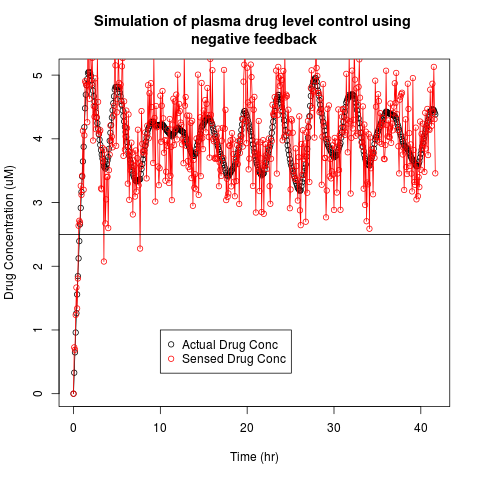 Simulation of plasma drug level control using
negative feedback
Drug Concentration (uM)
5
4
3
2
1
0
Actual Drug Conc
Sensed Drug Conc
0 10 20 30 40
Time (hr)